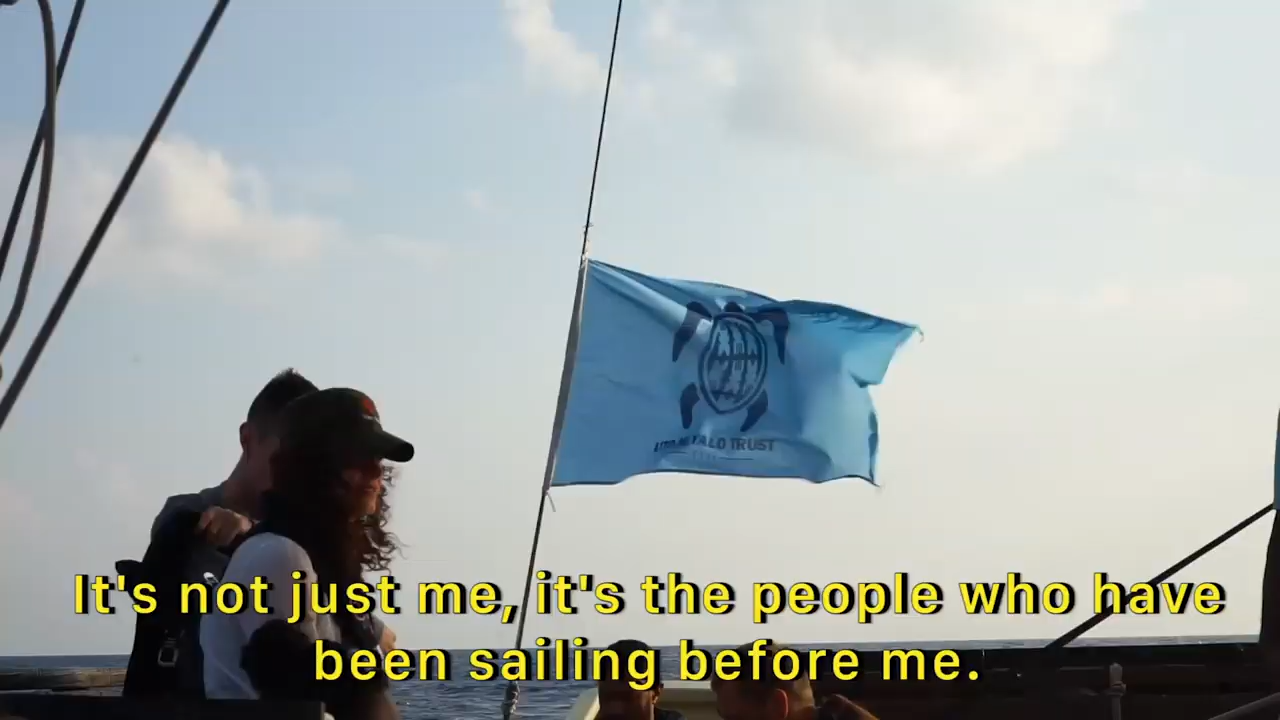 TRUST
It's not just me, it's the people who have
been sailing before me.